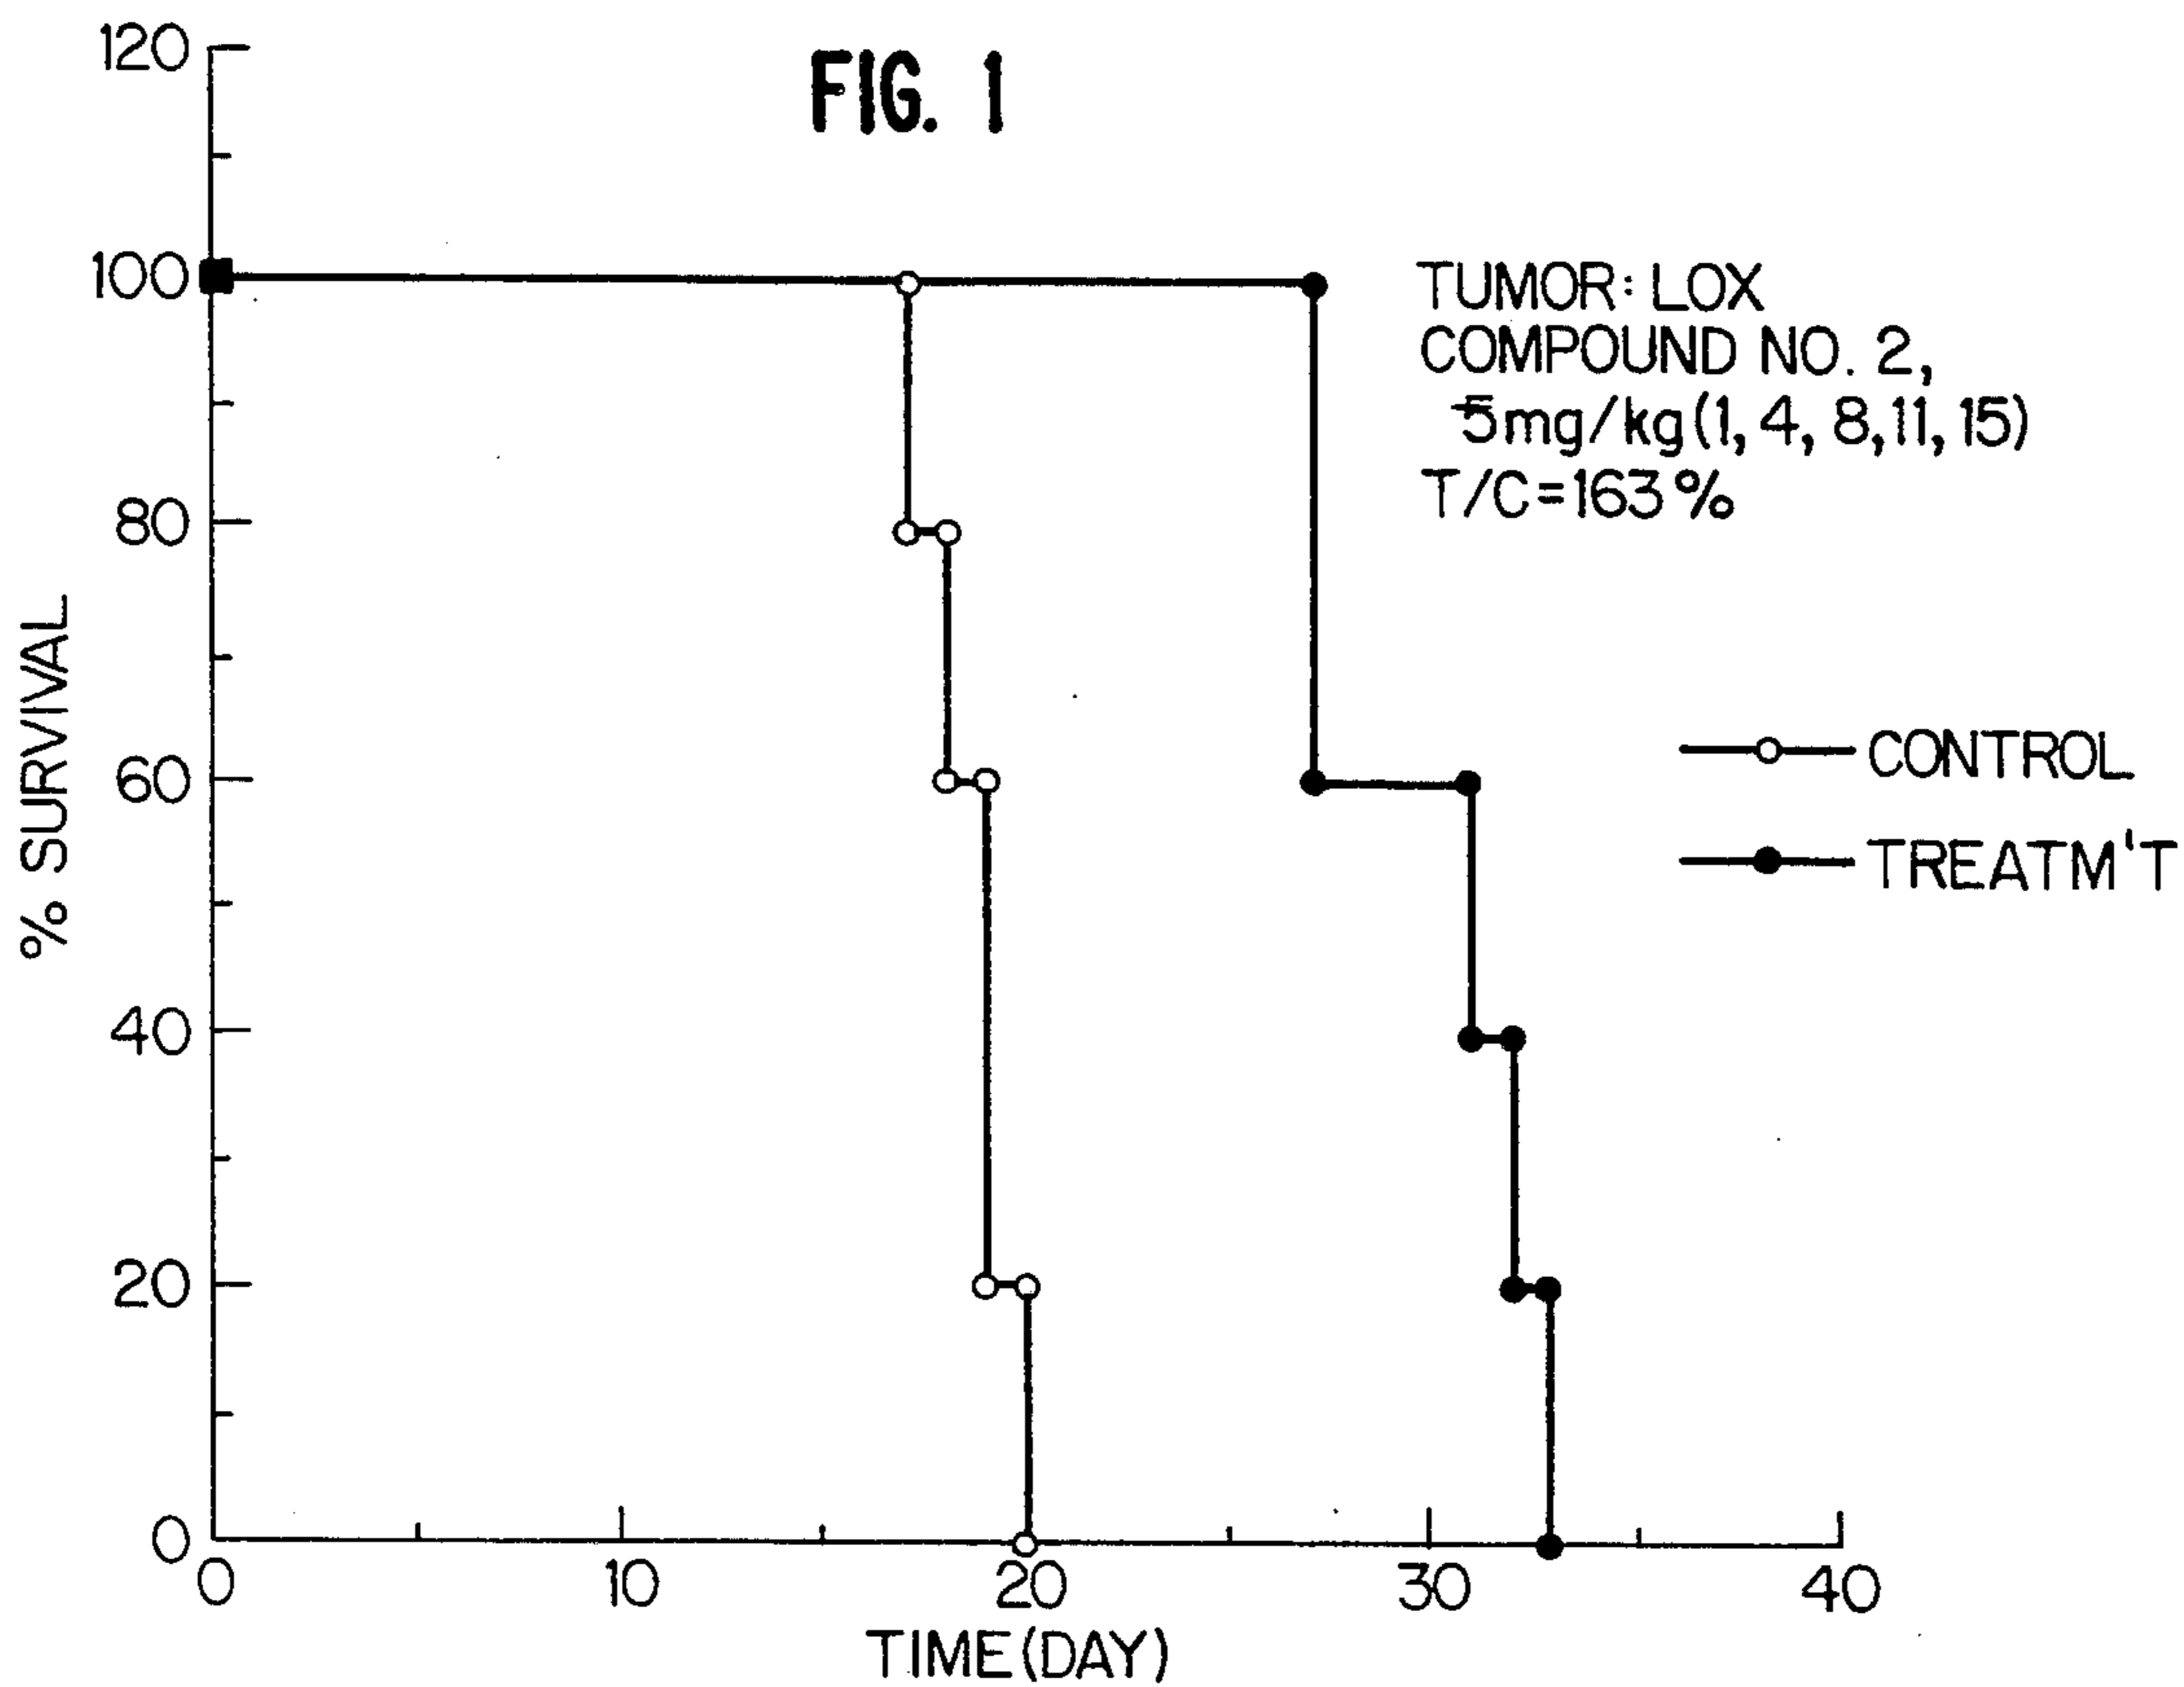 FIG. 1
120
100
80
60
40
20
0
% SURVIVAL
TUMOR: LOX
COMPOUND NO. 2,
5mg/kg(1, 4, 8, 11, 15)
T/C=163%
CONTROL
TREATM'T
0 10 20 30 40
TIME(DAY)